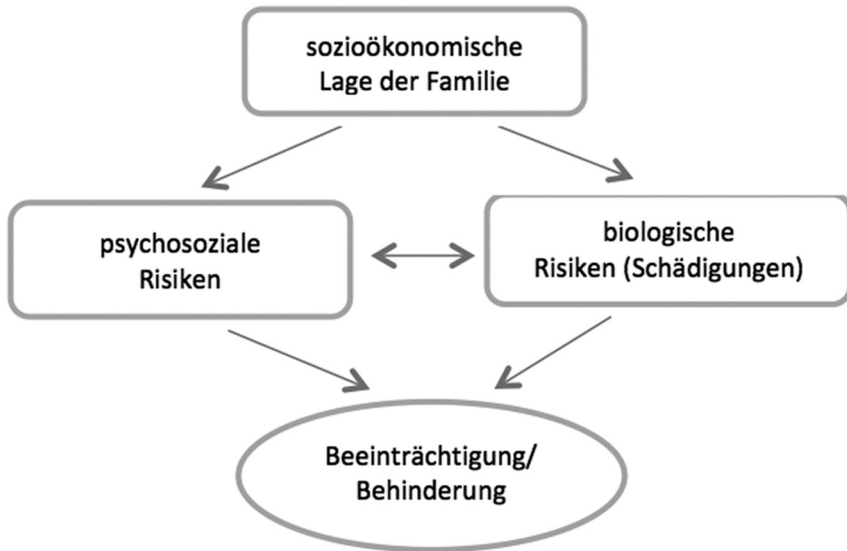 sozioökonomische
Lage der Familie
psychosoziale
Risiken
biologische
Risiken (Schädigungen)
Beeinträchtigung/
Behinderung